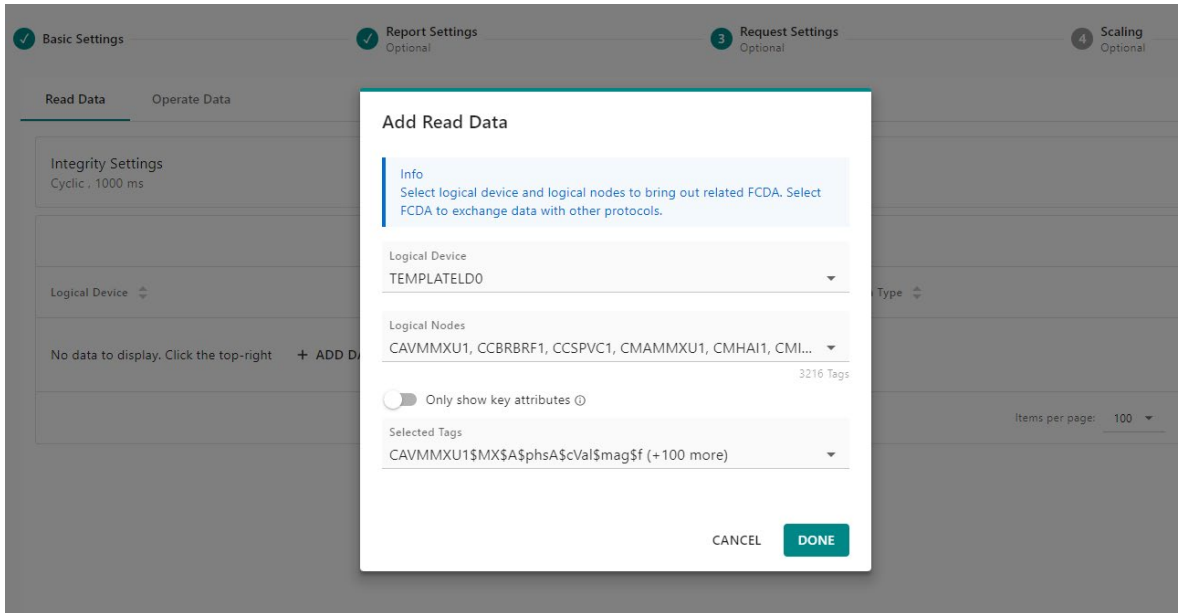 Basic Settings
Report Settings
Optional
3
Request Settings
Optional
4
Scaling
Optional
Read Data
Operate Data
Integrity Settings
Cyclic , 1000 ms
Logical Device
Type
No data to display. Click the top-right
+ ADD
Items per page: 100
Add Read Data
Info
Select logical device and logical nodes to bring out related FCDA. Select
FCDA to exchange data with other protocols.
Logical Device
TEMPLATELD0
Logical Nodes
CAVMMXU1, CCBRBRF1, CCSPVC1, CMAMMXU1, CMHAI1, CMI...
3216 Tags
Only show key attributes
Selected Tags
CAVMMXU1$MX$A$phsA$cVal$mag$f (+100 more)
CANCEL
DONE